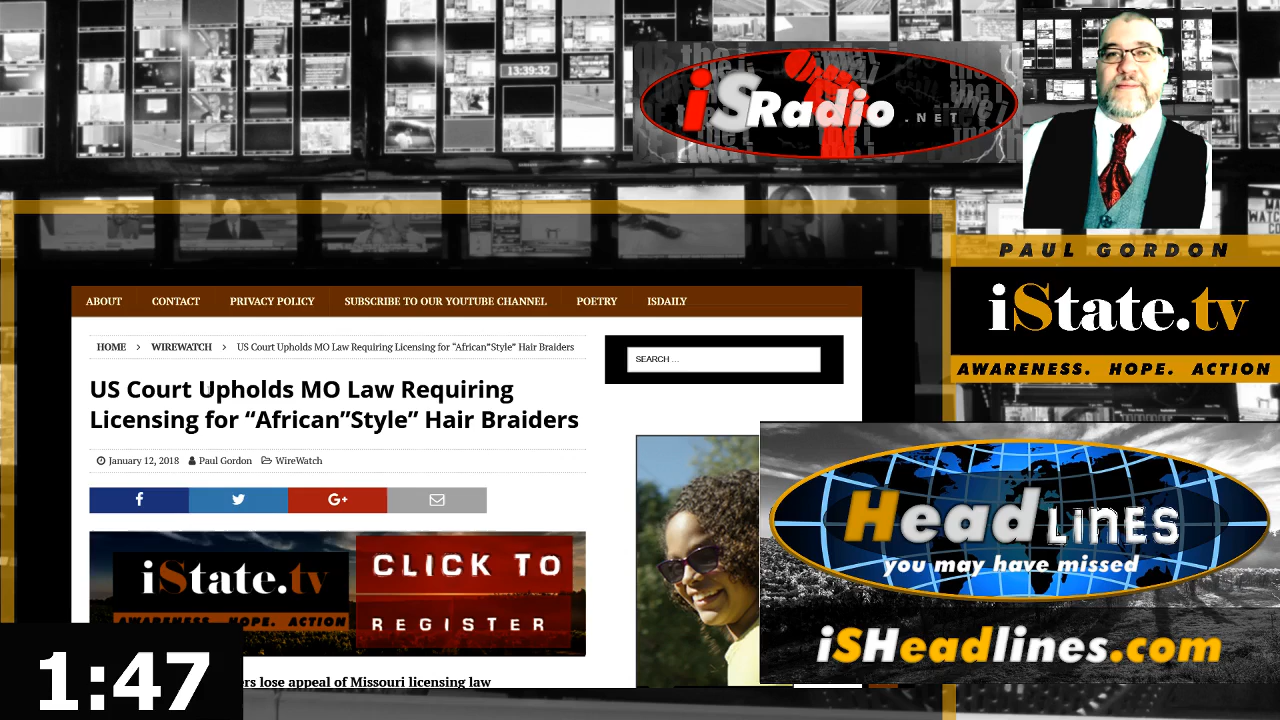 13:39:32
iSRadio.NET
PAUL GORDON
iState.tv
AWARENESS. HOPE. ACTION
ABOUT CONTACT PRIVACY POLICY SUBSCRIBE TO OUR YOUTUBE CHANNEL POETRY ISDAILY
HOME > WIREWATCH > US Court Upholds MO Law Requiring Licensing for “African”Style” Hair Braiders
SEARCH …
US Court Upholds MO Law Requiring
Licensing for “African”Style” Hair Braiders
January 12, 2018 Paul Gordon WireWatch
f G+
iState.tv
AWARENESS. HOPE. ACTION
CLICK TO
REGISTER
HeadLINES
you may have missed
iSHeadlines.com
1:47
ers lose appeal of Missouri licensing law